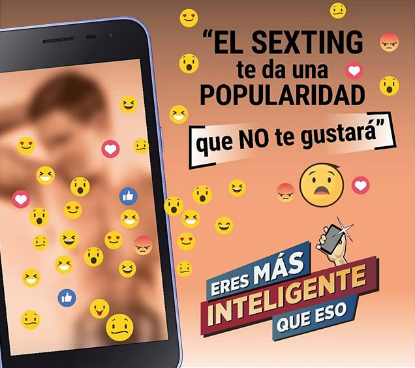 “EL SEXTING
te da una
POPULARIDAD
que NO te gustará”
ERES MÁS
INTELIGENTE
QUE ESO